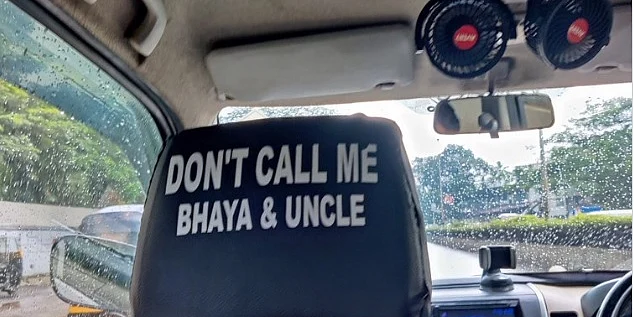 DON'T CALL ME
BHAYA & UNCLE